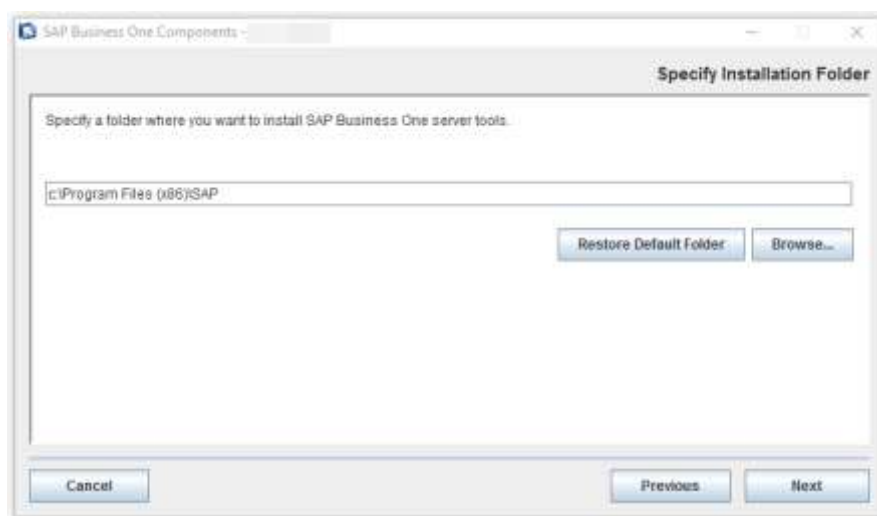 SAP Business One Components -
Specify Installation Folder
Specify a folder where you want to install SAP Business One server tools.
c:\Program Files (x86)\SAP
Restore Default Folder Browse...
Cancel Previous Next